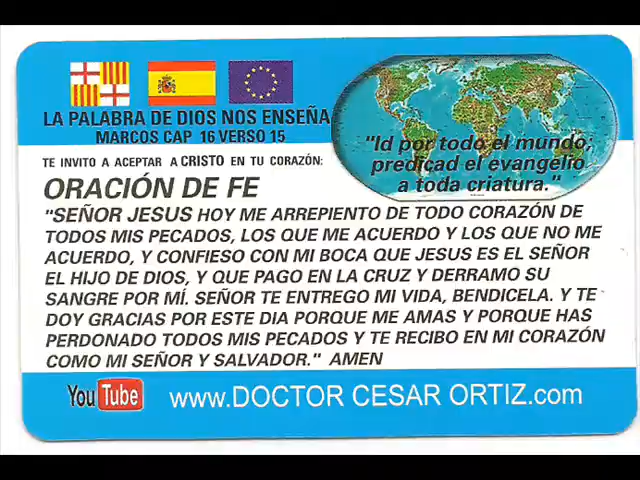 LA PALABRA DE DIOS NOS ENSEÑA
MARCOS CAP 16 VERSO 15
"Id por todo el mundo,
predicad el evangelio
a toda criatura."
TE INVITO A ACEPTAR A CRISTO EN TU CORAZÓN:
ORACIÓN DE FE
"SEÑOR JESUS HOY ME ARREPIENTO DE TODO CORAZÓN DE
TODOS MIS PECADOS, LOS QUE ME ACUERDO Y LOS QUE NO ME
ACUERDO, Y CONFIESO CON MI BOCA QUE JESUS ES EL SEÑOR
EL HIJO DE DIOS, Y QUE PAGO EN LA CRUZ Y DERRAMO SU
SANGRE POR MÍ. SEÑOR TE ENTREGO MI VIDA, BENDICELA. Y TE
DOY GRACIAS POR ESTE DIA PORQUE ME AMAS Y PORQUE HAS
PERDONADO TODOS MIS PECADOS Y TE RECIBO EN MI CORAZÓN
COMO MI SEÑOR Y SALVADOR." AMEN
YouTube www.DOCTOR CESAR ORTIZ.com